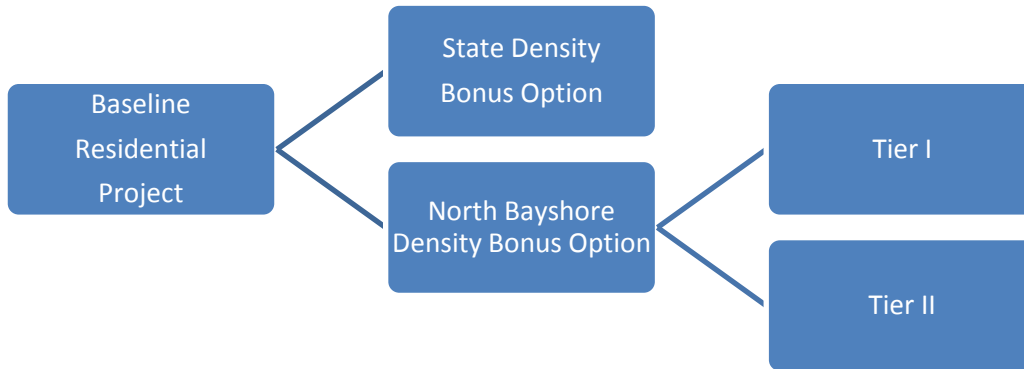 Baseline
Residential
Project
State Density
Bonus Option
North Bayshore
Density Bonus Option
Tier I
Tier II